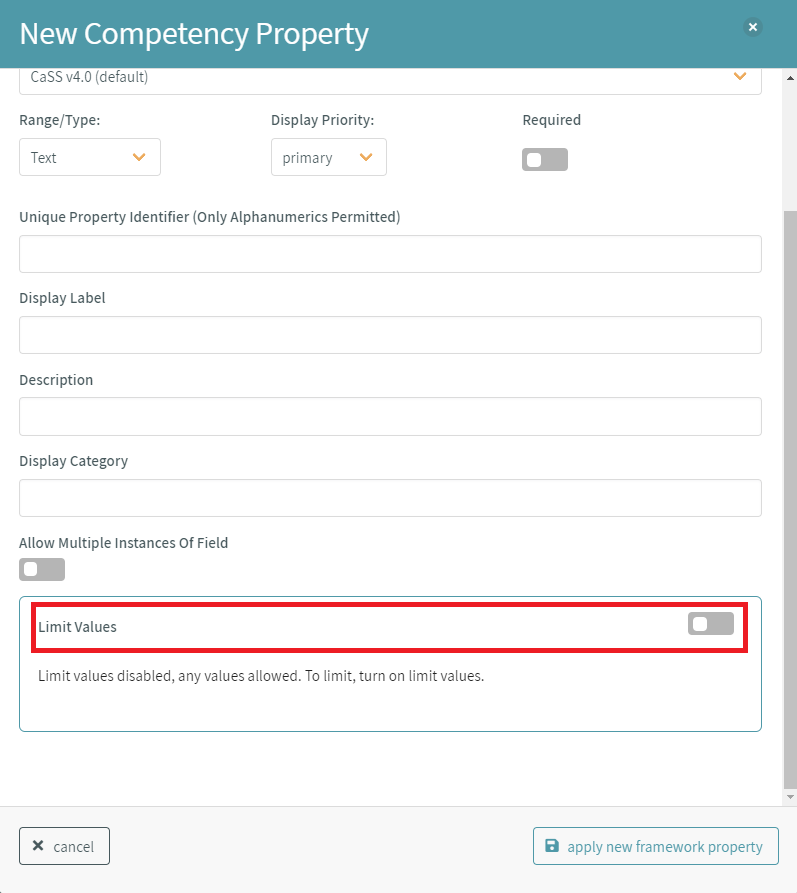 New Competency Property
CaSS v4.0 (default)
Range/Type: Display Priority: Required
Text primary
Unique Property Identifier (Only Alphanumerics Permitted)
Display Label
Description
Display Category
Allow Multiple Instances Of Field
Limit Values
Limit values disabled, any values allowed. To limit, turn on limit values.
cancel apply new framework property